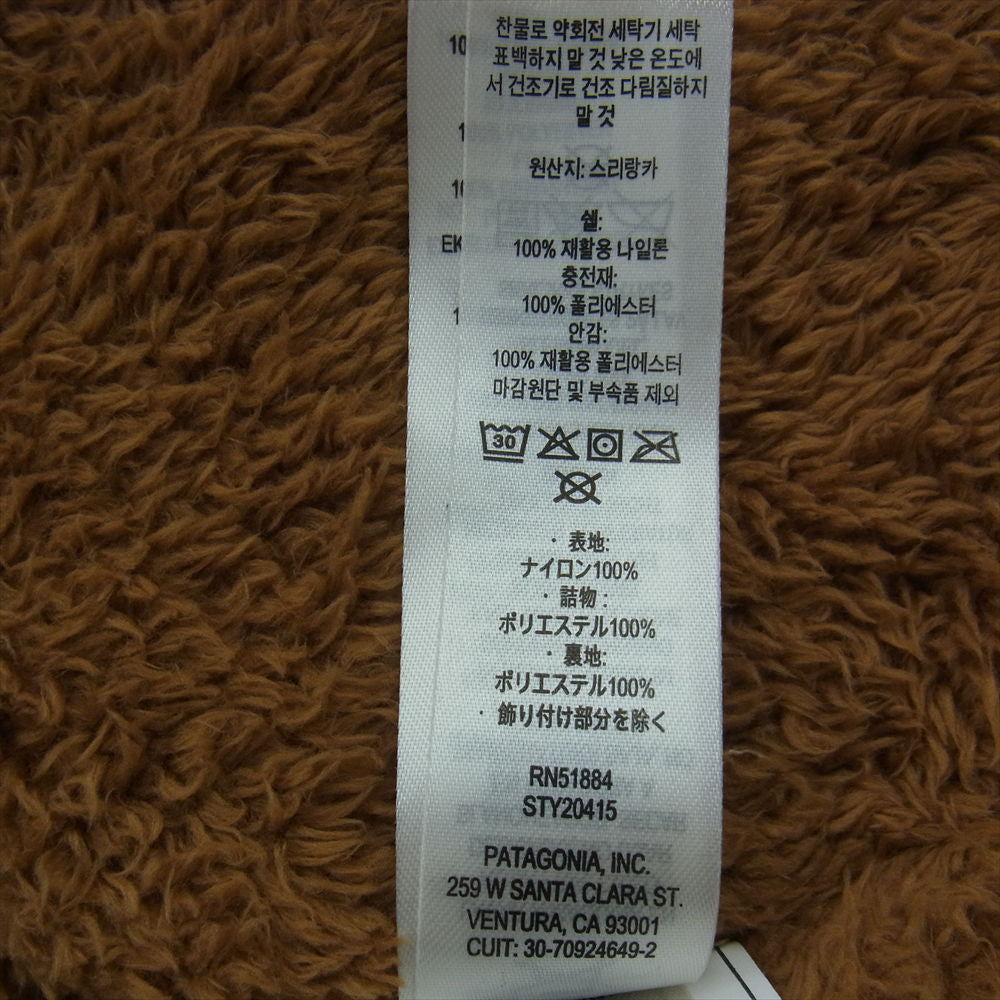 찬물로 약회전 세탁기 세탁
표백하지 말 것 낮은 온도에
서 건조기로 건조 다림질하지
말 것
원산지: 스리랑카
쉘:
100% 재활용 나일론
충전재:
100% 폴리에스터
안감:
100% 재활용 폴리에스터
마감원단 및 부속품 제외
30
・ 表地:
ナイロン100%
・ 詰物 :
ポリエステル100%
・ 裏地:
ポリエステル100%
・ 飾り付け部分を除く
RN51884
STY20415
PATAGONIA, INC.
259 W SANTA CLARA ST.
VENTURA, CA 93001
CUIT: 30-70924649-2